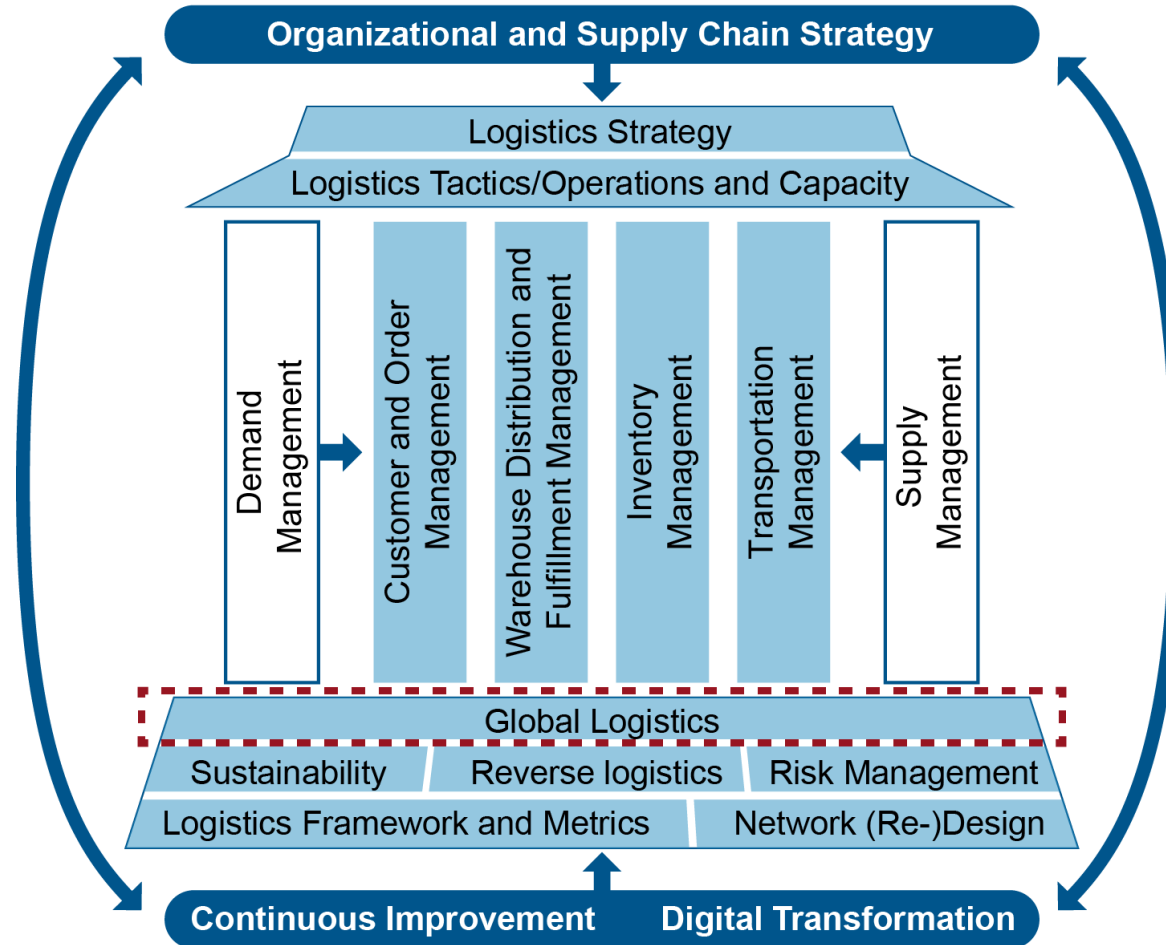 Organizational and Supply Chain Strategy
Logistics Strategy
Logistics Tactics/Operations and Capacity
Demand
Management
Customer and Order
Management
Warehouse Distribution and
Fulfillment Management
Inventory
Management
Transportation
Management
Supply
Management
Global Logistics
Sustainability
Reverse logistics
Risk Management
Logistics Framework and Metrics
Network (Re-)Design
Continuous Improvement
Digital Transformation